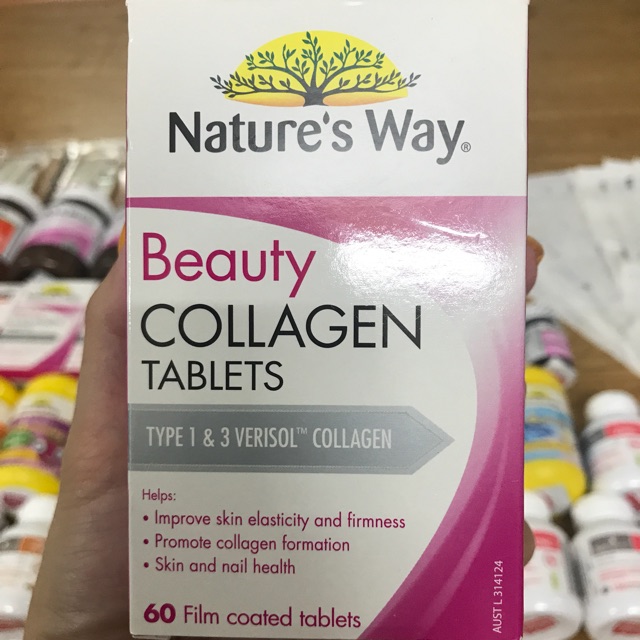 Nature's Way®
Beauty
COLLAGEN
TABLETS
TYPE 1 & 3 VERISOL™ COLLAGEN
Helps:
• Improve skin elasticity and firmness
• Promote collagen formation
• Skin and nail health
60 Film coated tablets
AUST L 314124